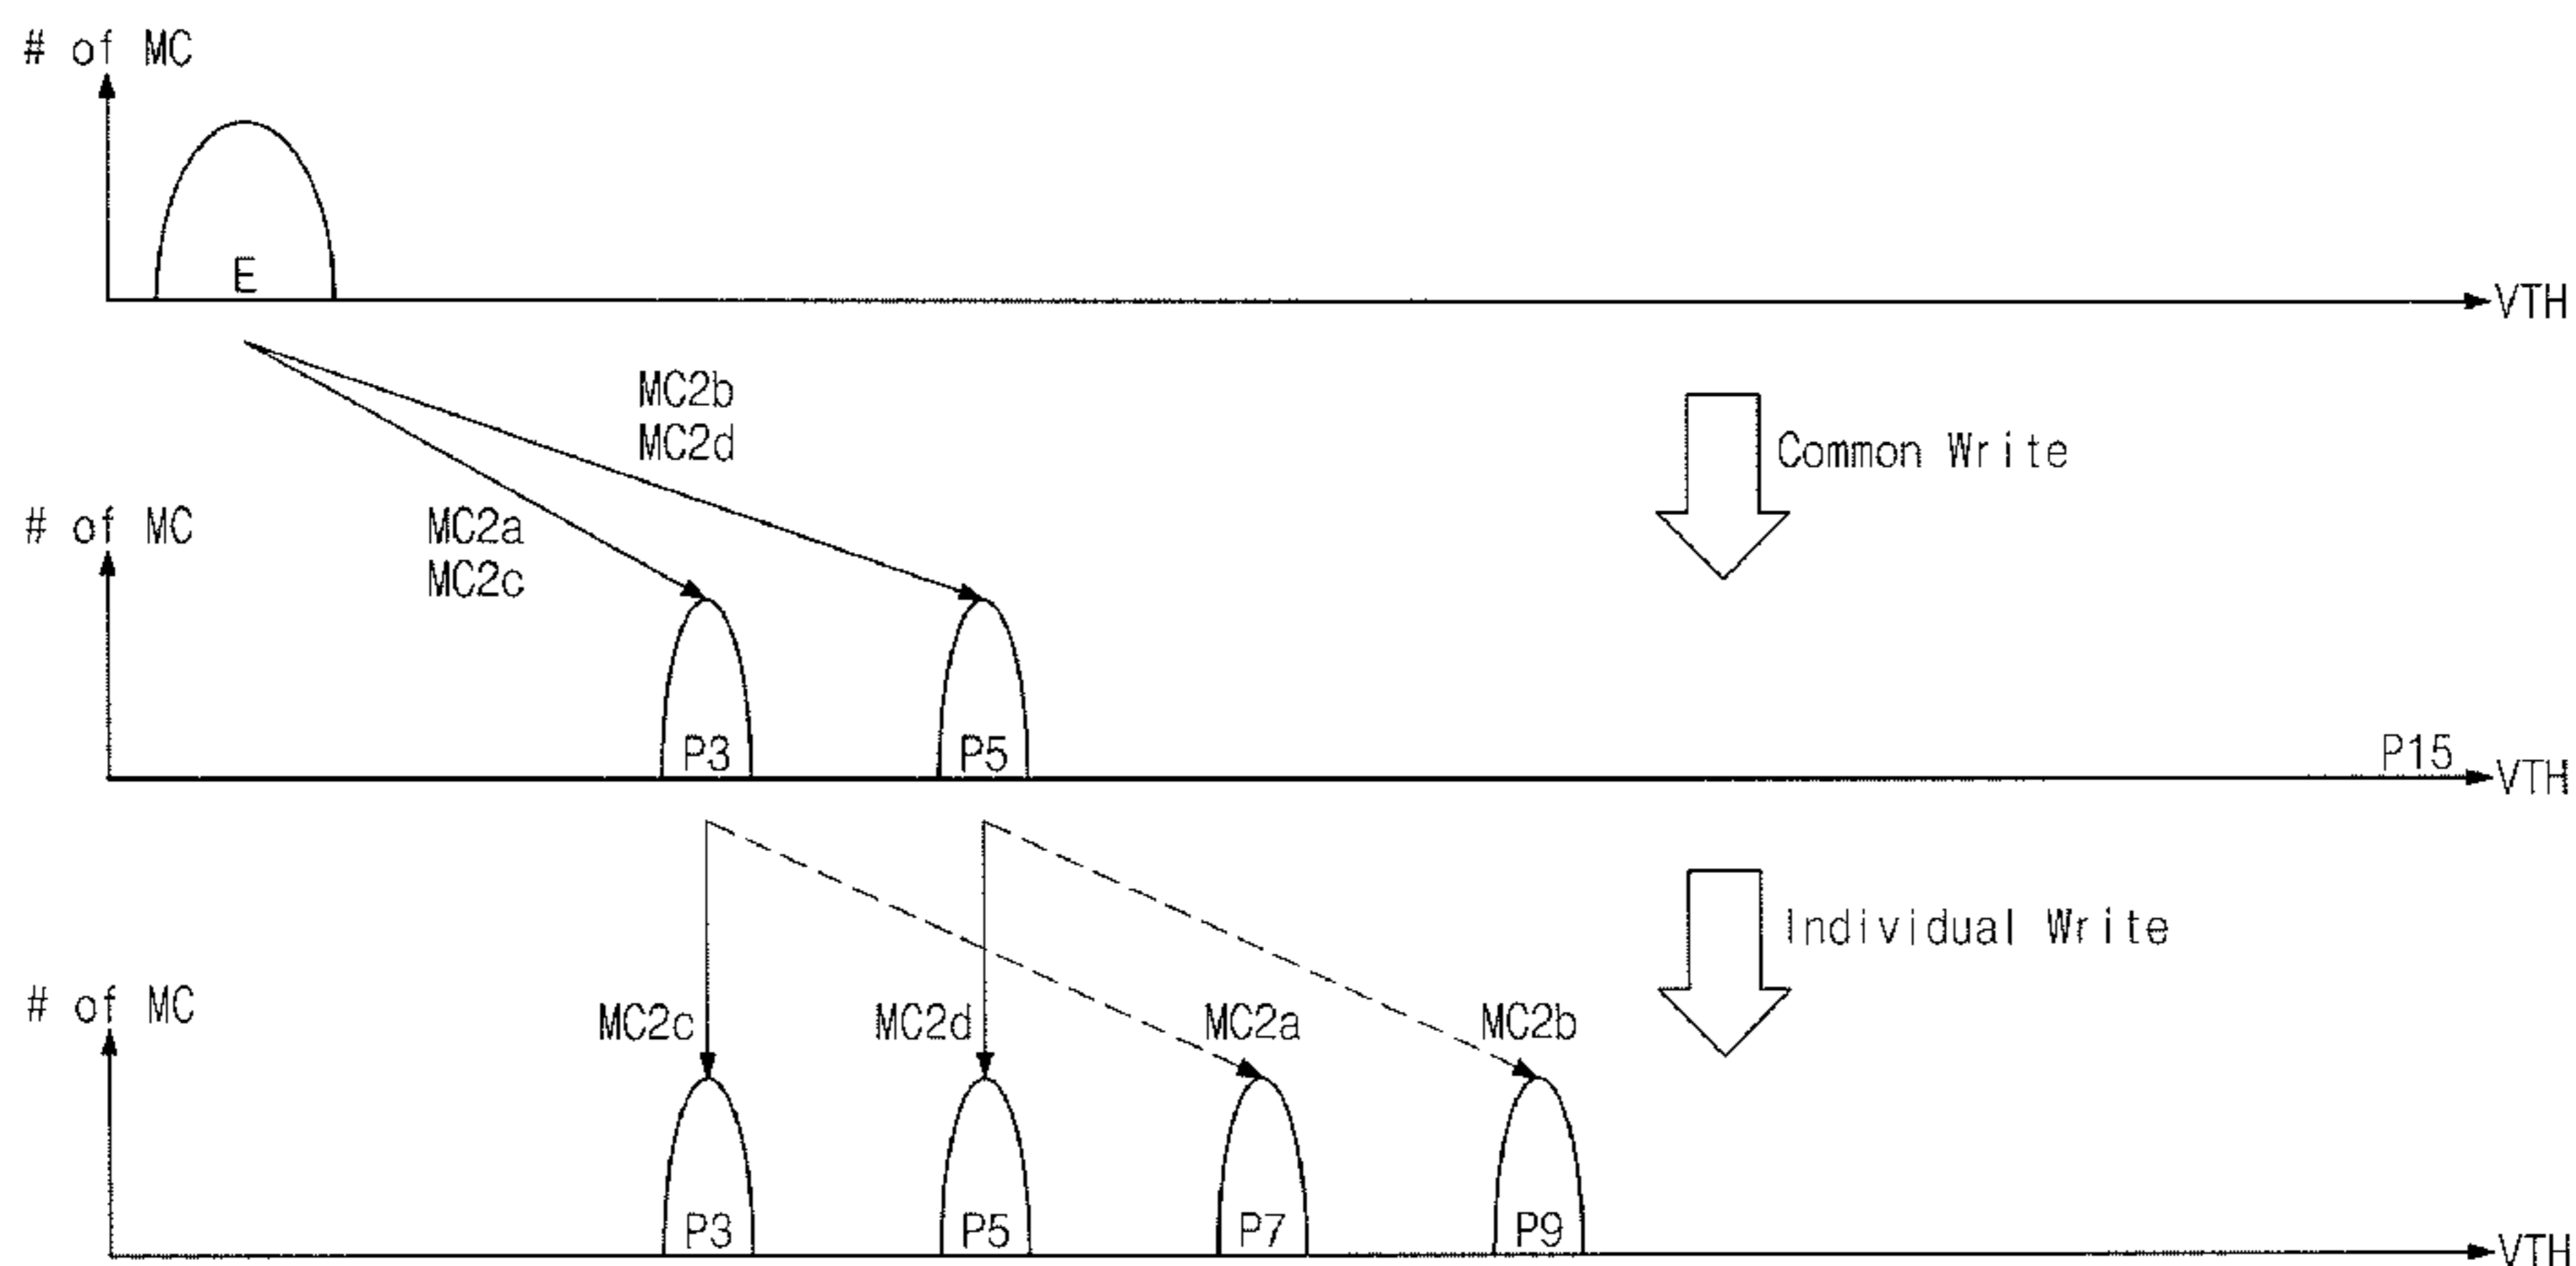 # of MC
E
VTH
MC2b
MC2d
Common Write
# of MC
MC2a
MC2c
P3
P5
P15
VTH
Individual Write
# of MC
MC2c
MC2d
MC2a
MC2b
P3
P5
P7
P9
VTH